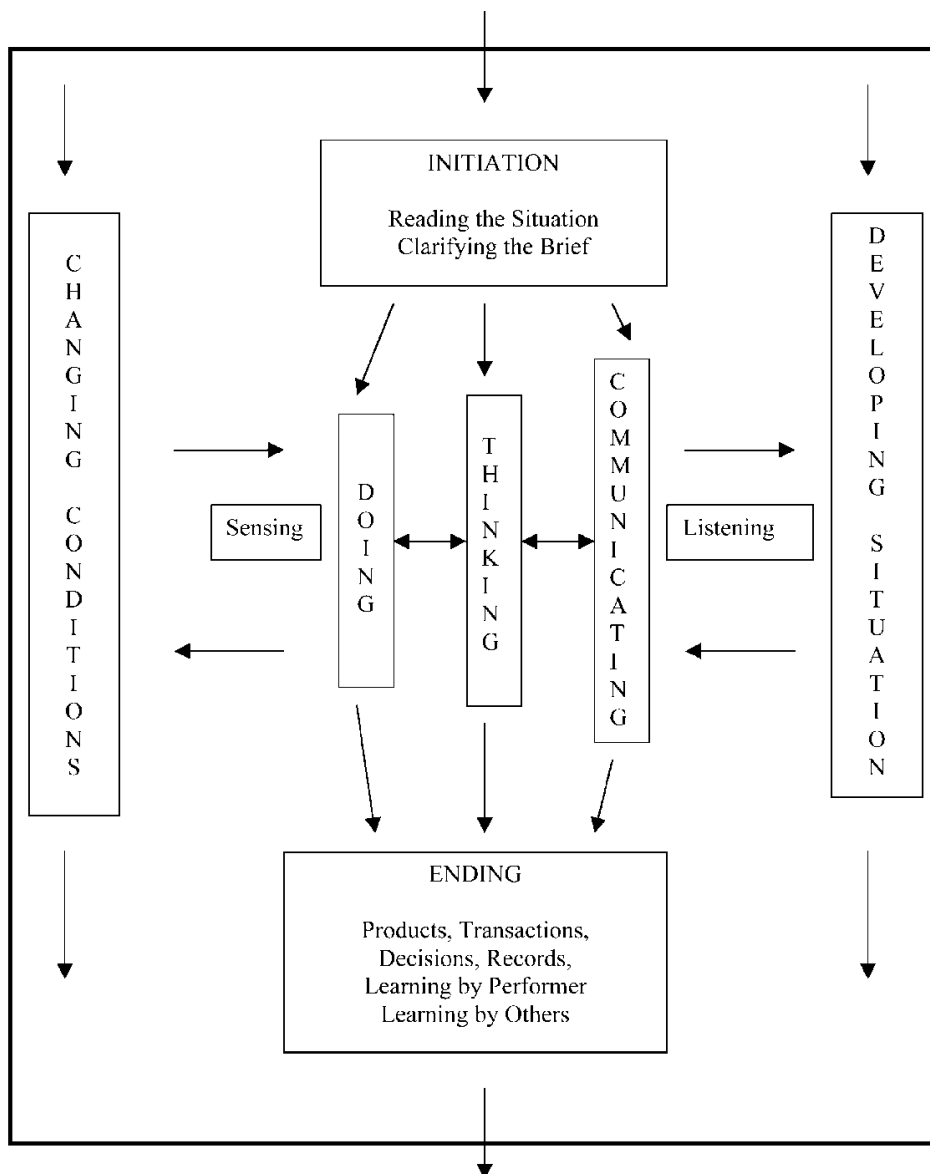 INITIATION
Reading the Situation
Clarifying the Brief
CHANGING CONDITIONS
Sensing
DOING
THINKING
COMMUNICATING
Listening
DEVELOPING SITUATION
ENDING
Products, Transactions,
Decisions, Records,
Learning by Performer
Learning by Others